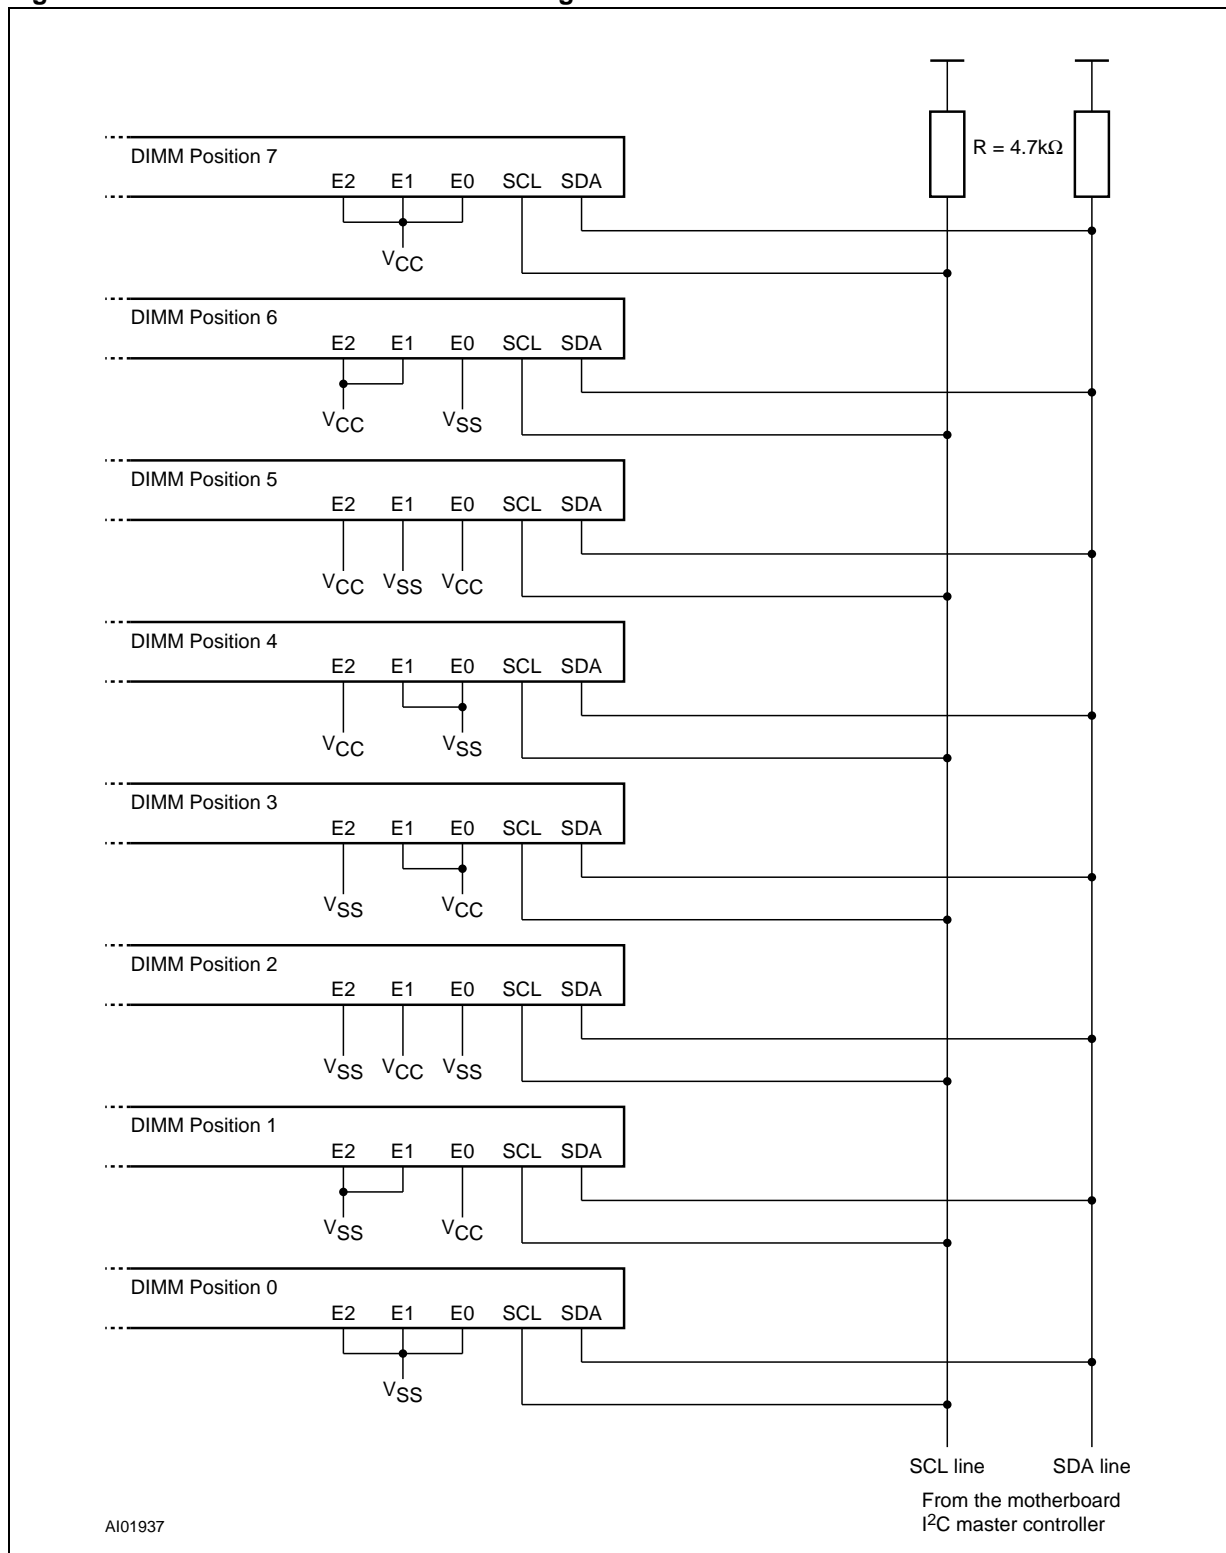 R = 4.7kΩ
DIMM Position 7
E2 E1 E0 SCL SDA
VCC
DIMM Position 6
E2 E1 E0 SCL SDA
VCC VSS
DIMM Position 5
E2 E1 E0 SCL SDA
VCC VSS VCC
DIMM Position 4
E2 E1 E0 SCL SDA
VCC VSS
DIMM Position 3
E2 E1 E0 SCL SDA
VSS VCC
DIMM Position 2
E2 E1 E0 SCL SDA
VSS VCC VSS
DIMM Position 1
E2 E1 E0 SCL SDA
VSS VCC
DIMM Position 0
E2 E1 E0 SCL SDA
VSS
SCL line SDA line
From the motherboard
I2C master controller
AI01937